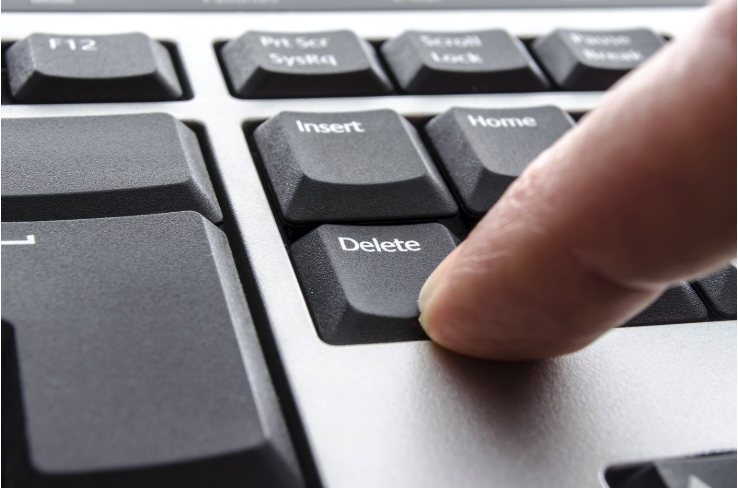 F12
Prt Scr
SysRq
Scroll
Lock
Pause
Break
Insert
Home
Delete